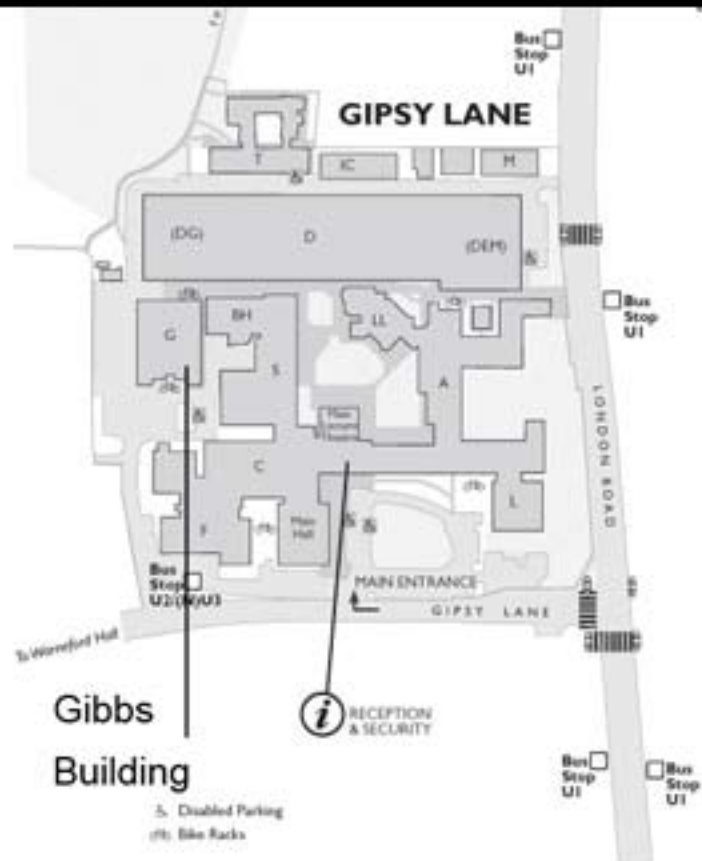 Bus
Stop
U1
GIPSY LANE
T
IC
H
(DG)
D
(DEM)
Bus
Stop
U1
G
BH
LL
S
A
LONDON ROAD
Main
C
L
F
Main
Hall
Bus
Stop
MAIN ENTRANCE
GIPSY LANE
To Warneford Hall
Gibbs
Building
i
RECEPTION
& SECURITY
Bus
Stop
U1
Bus
Stop
U1
Disabled Parking
Bike Racks